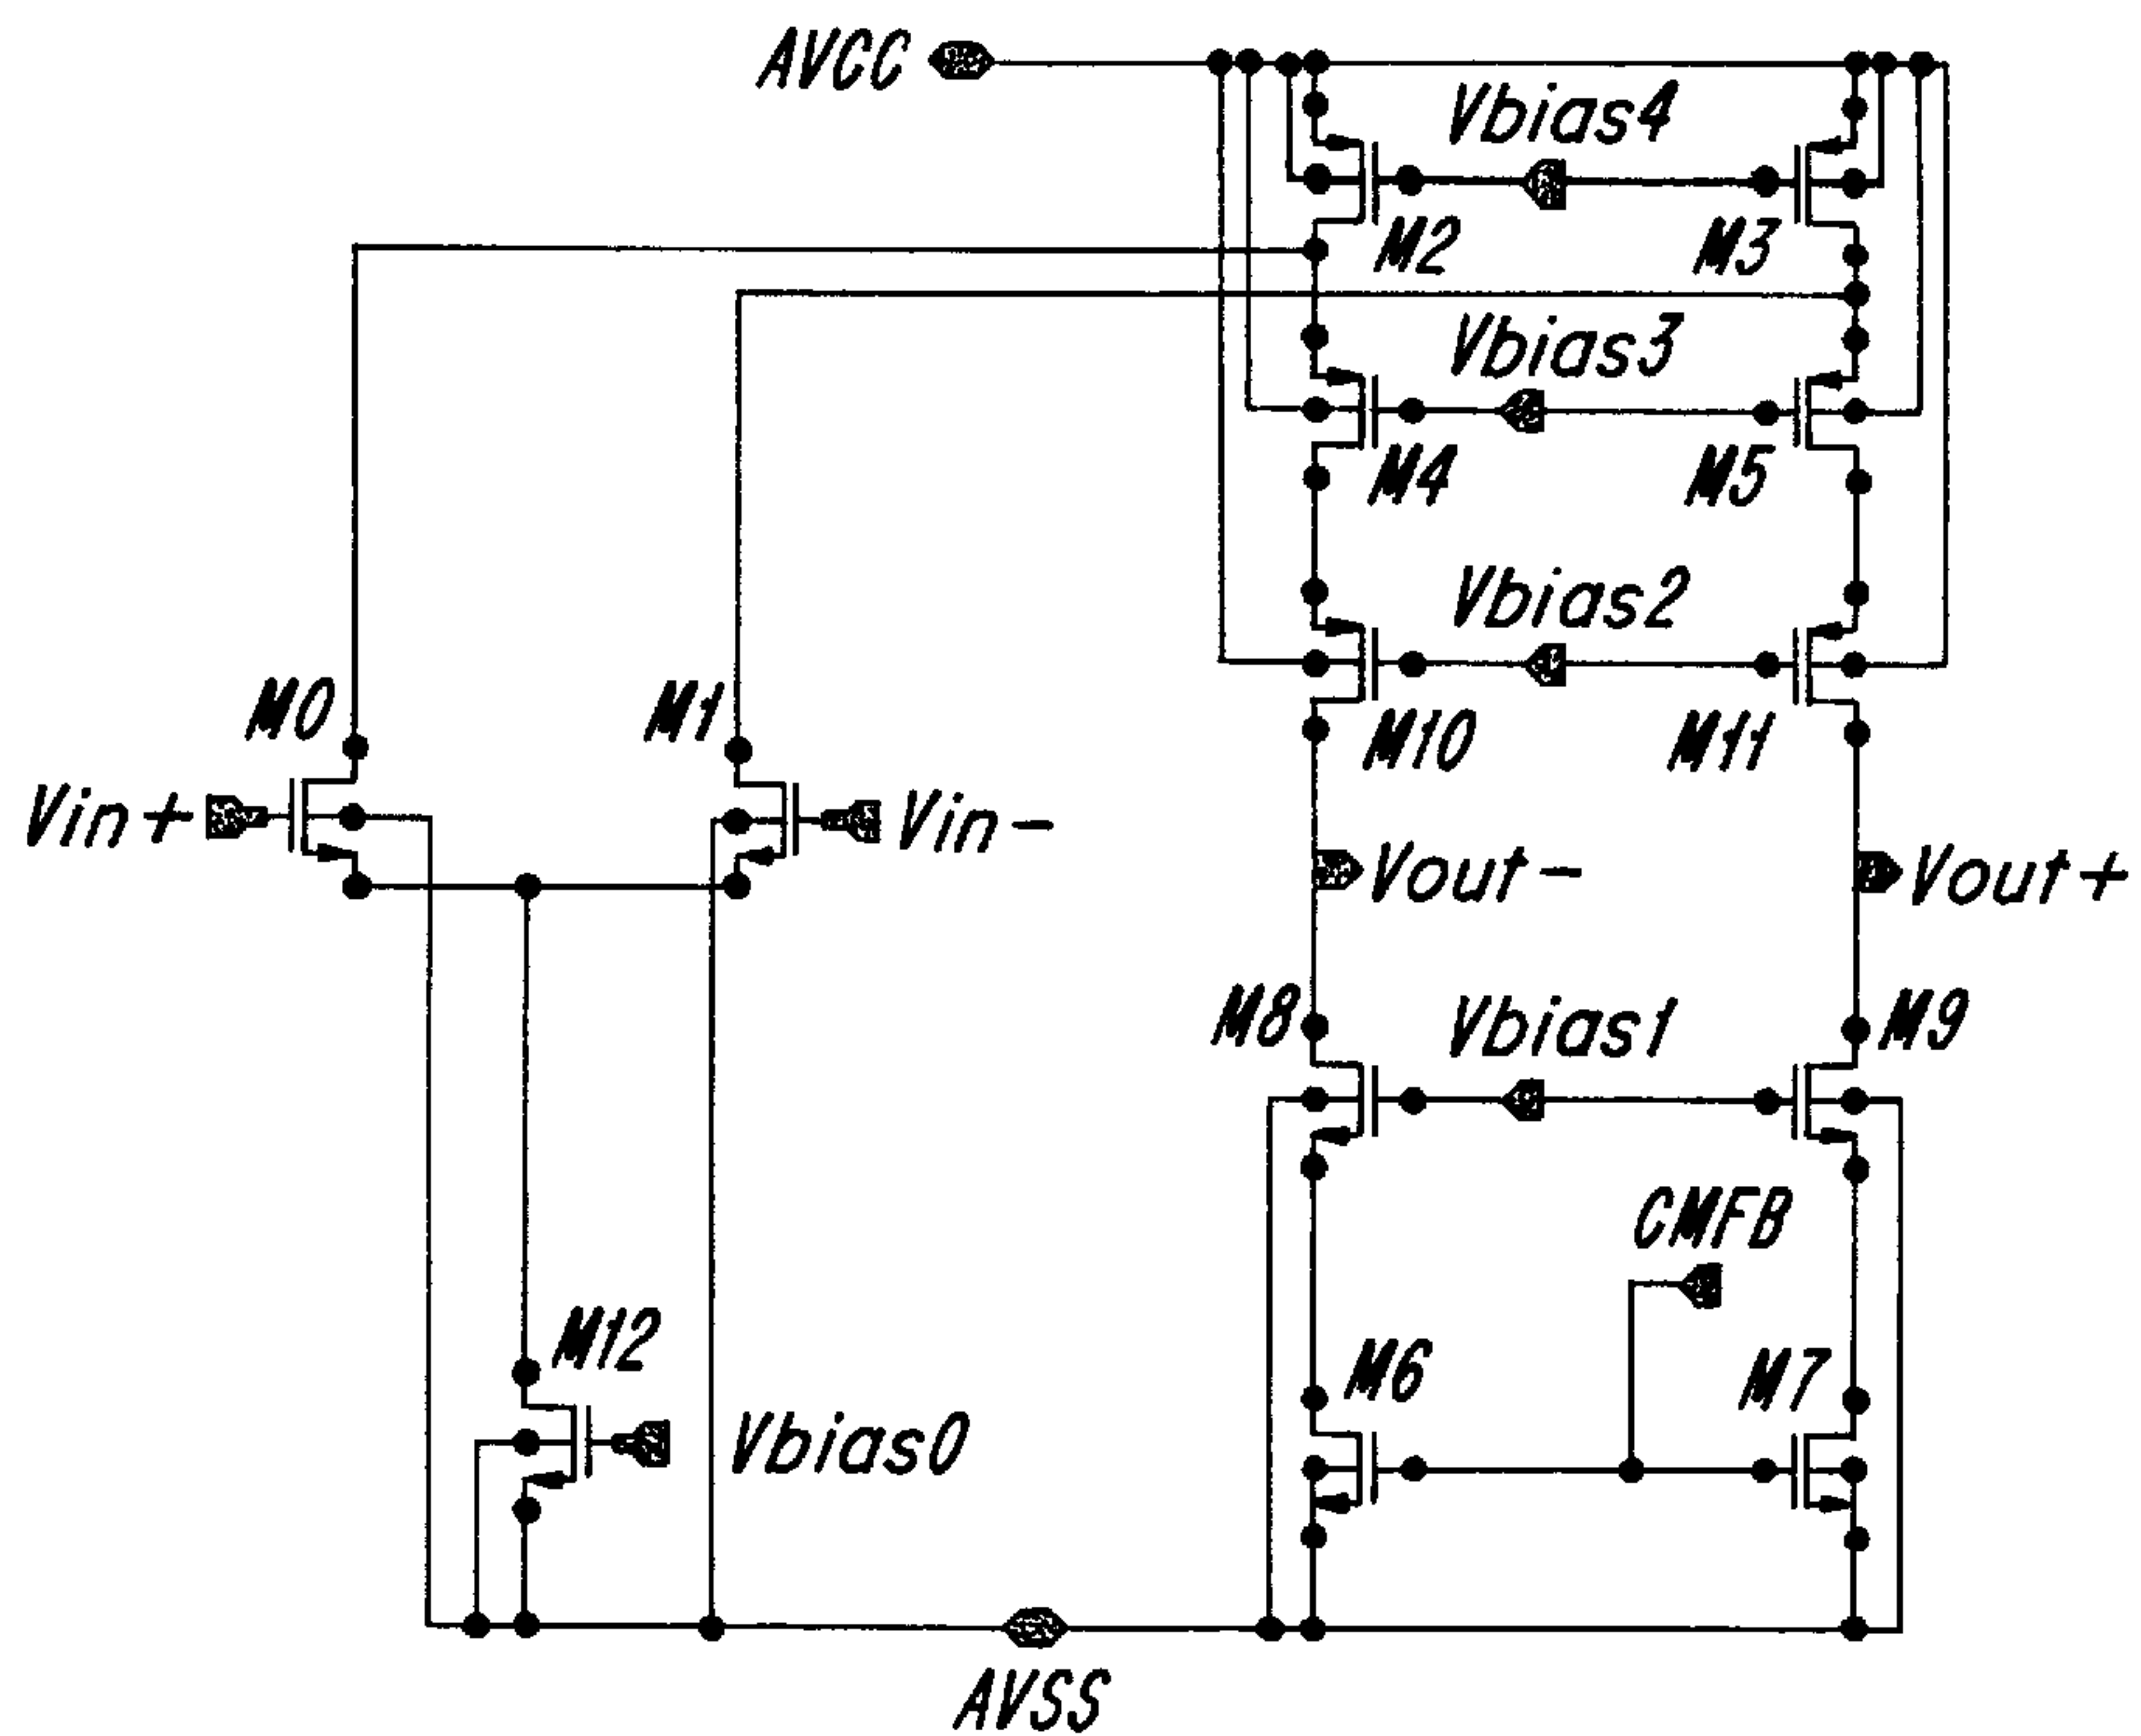 AVCC
Vbias4
M2
M3
Vbias3
M4
M5
Vbias2
M0
M1
M10
M11
Vin+
Vin-
Vout-
Vout+
M8
Vbias1
M9
CMFB
M12
M6
M7
Vbias0
AVSS